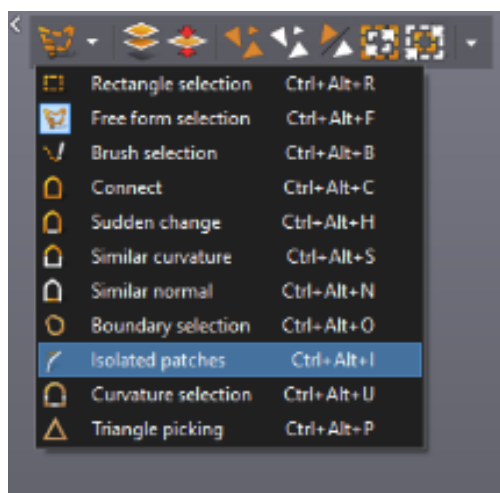 Rectangle selection Ctrl+Alt+R
Free form selection Ctrl+Alt+F
Brush selection Ctrl+Alt+B
Connect Ctrl+Alt+C
Sudden change Ctrl+Alt+H
Similar curvature Ctrl+Alt+S
Similar normal Ctrl+Alt+N
Boundary selection Ctrl+Alt+O
Isolated patches Ctrl+Alt+I
Curvature selection Ctrl+Alt+U
Triangle picking Ctrl+Alt+P